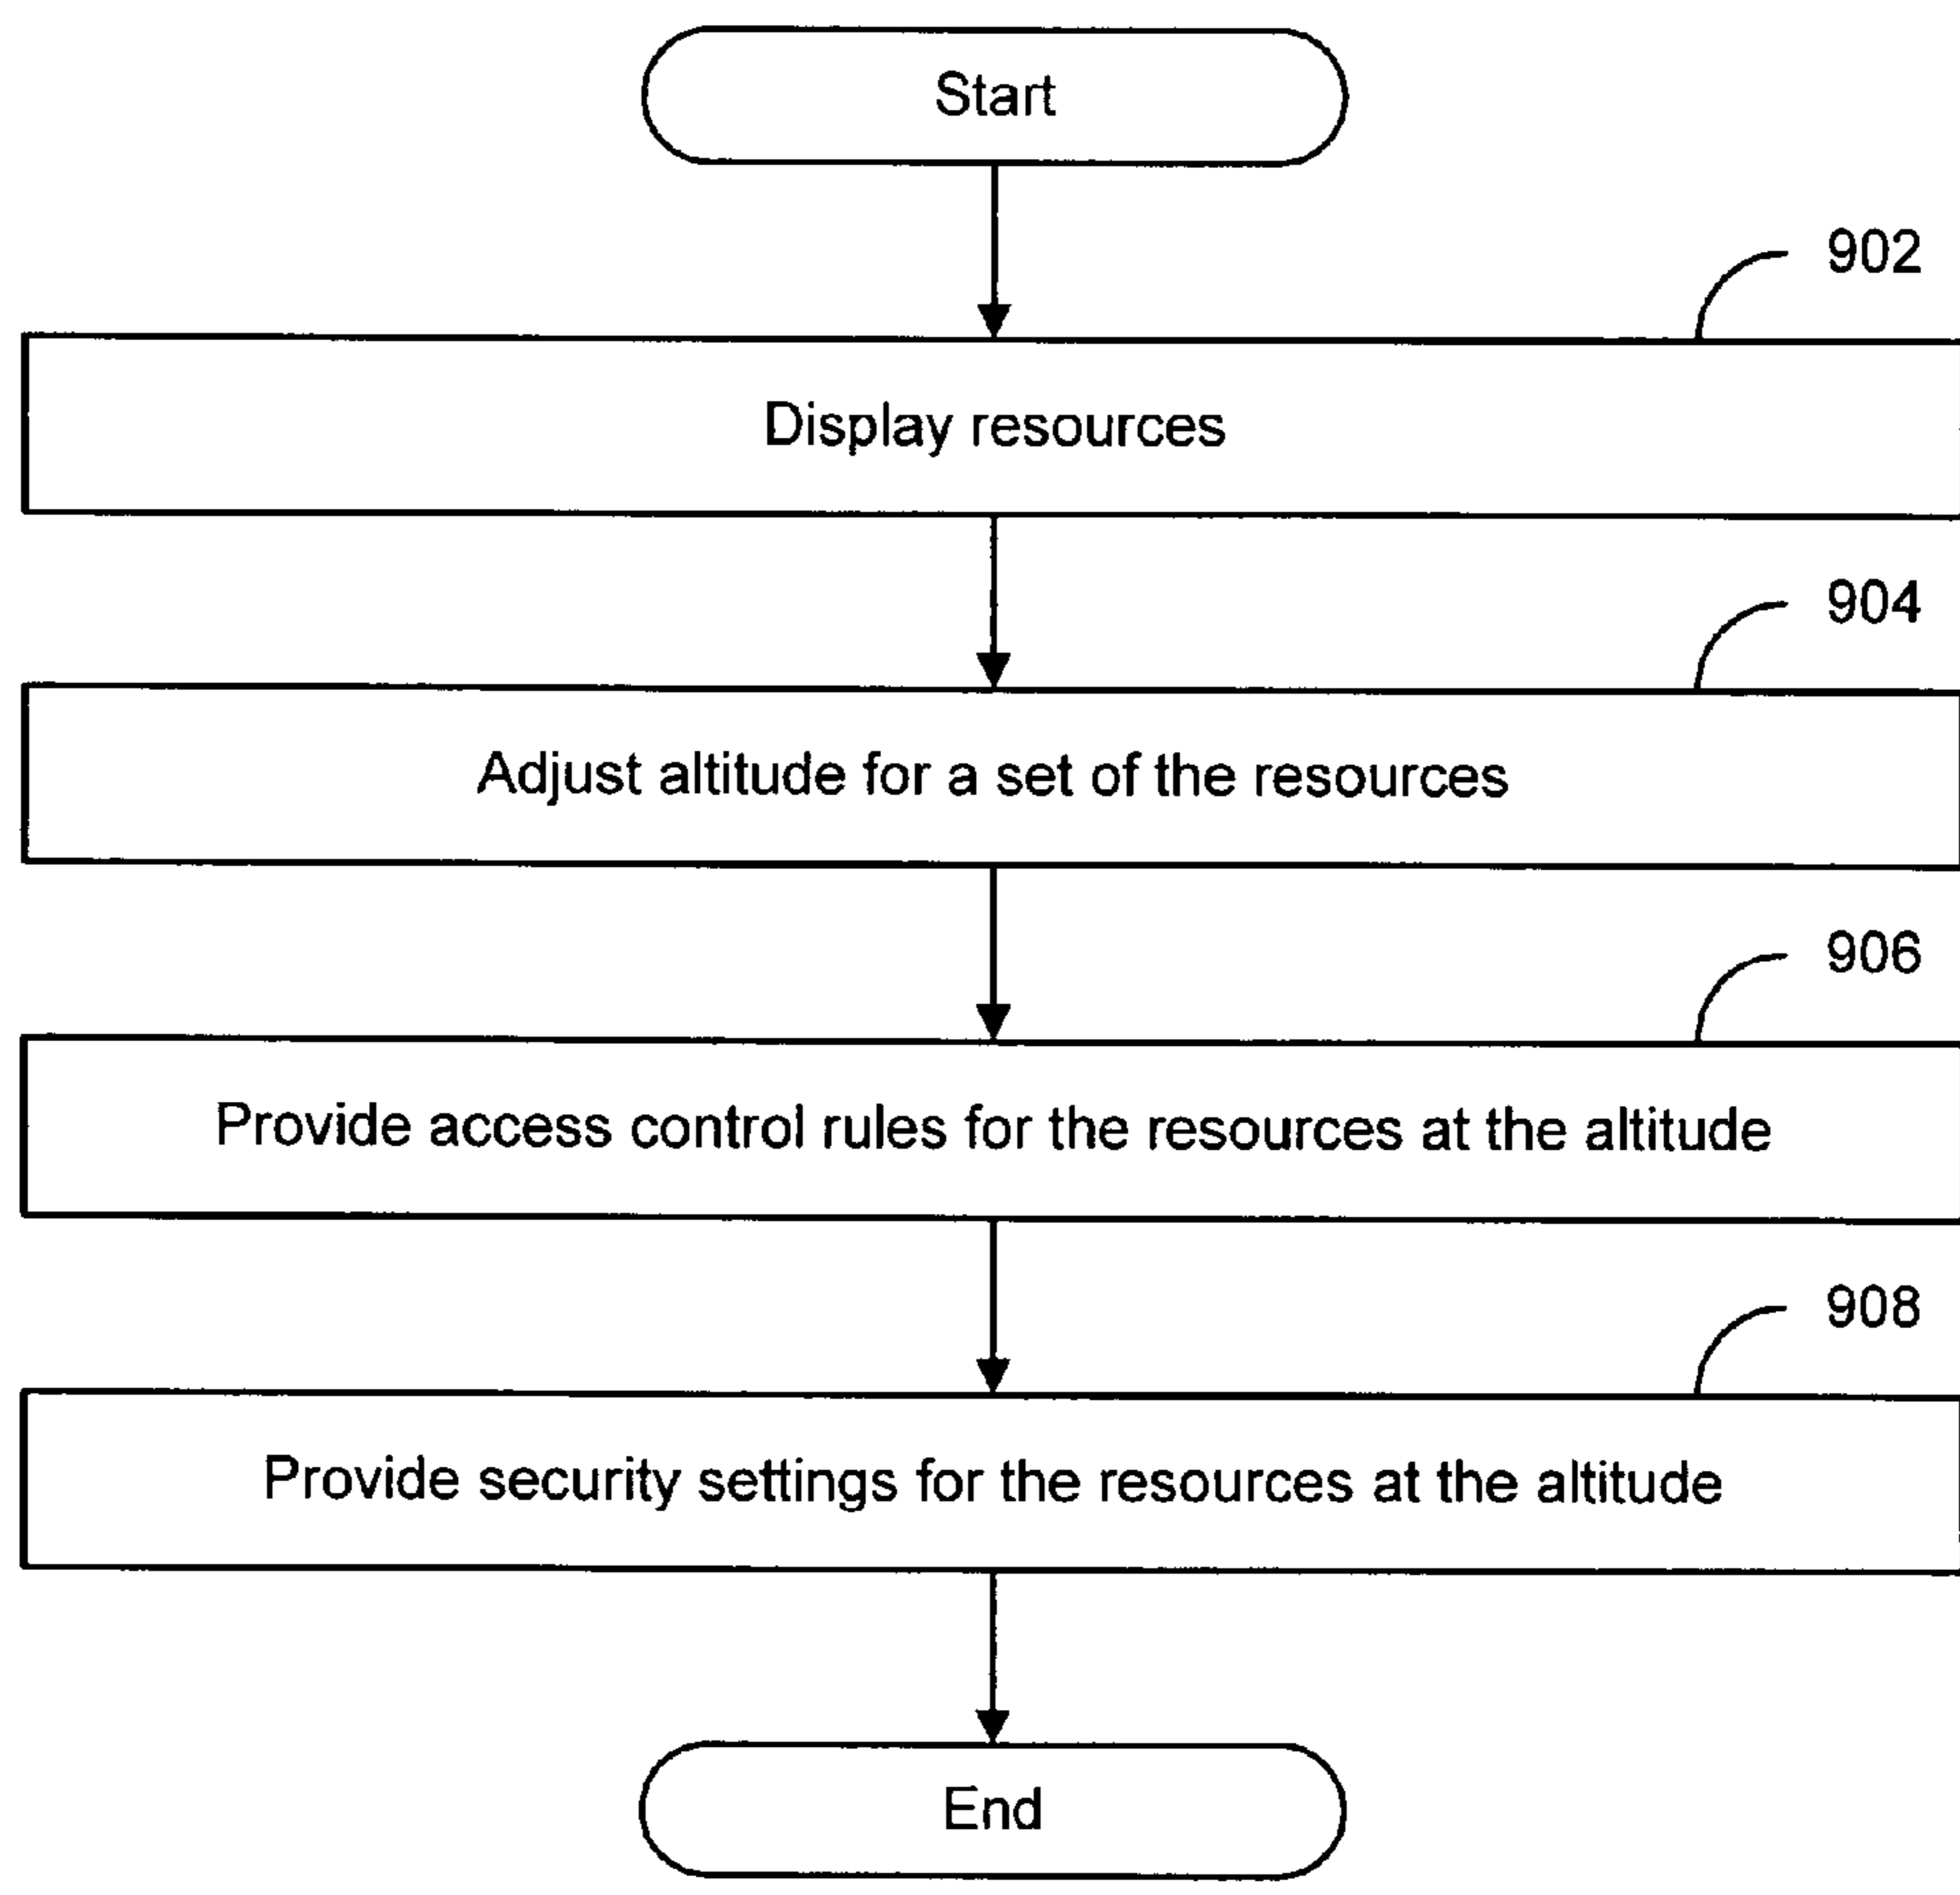 Start
902
Display resources
904
Adjust altitude for a set of the resources
906
Provide access control rules for the resources at the altitude
908
Provide security settings for the resources at the altitude
End